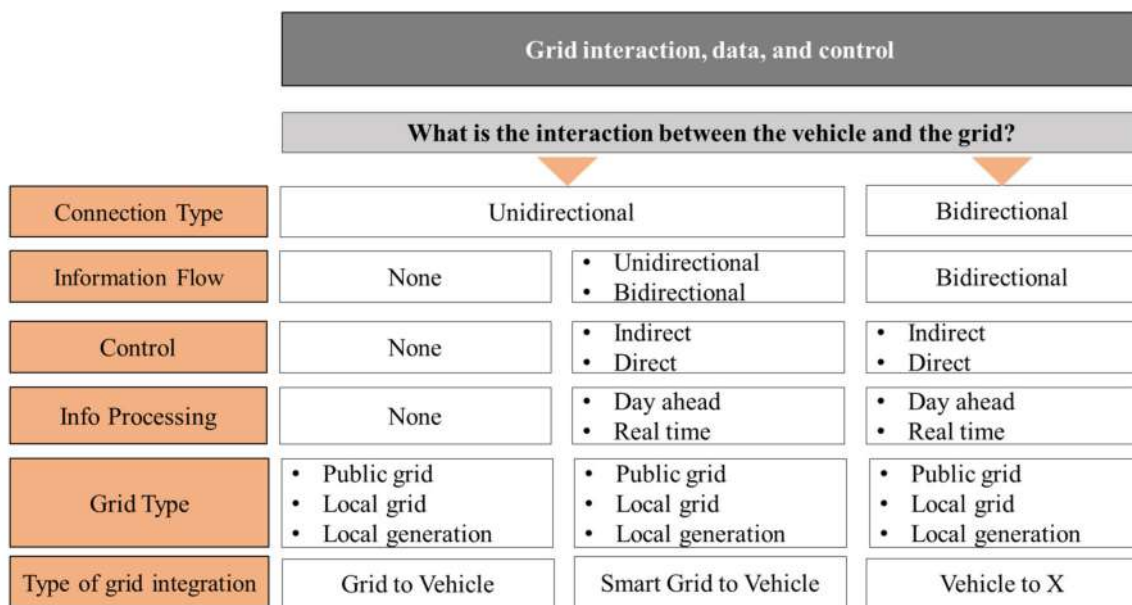 Grid interaction, data, and control
What is the interaction between the vehicle and the grid?
Connection Type
Unidirectional
Bidirectional
Information Flow
None
• Unidirectional
• Bidirectional
Bidirectional
Control
None
• Indirect
• Direct
• Indirect
• Direct
Info Processing
None
• Day ahead
• Real time
• Day ahead
• Real time
Grid Type
• Public grid
• Local grid
• Local generation
• Public grid
• Local grid
• Local generation
• Public grid
• Local grid
• Local generation
Type of grid integration
Grid to Vehicle
Smart Grid to Vehicle
Vehicle to X